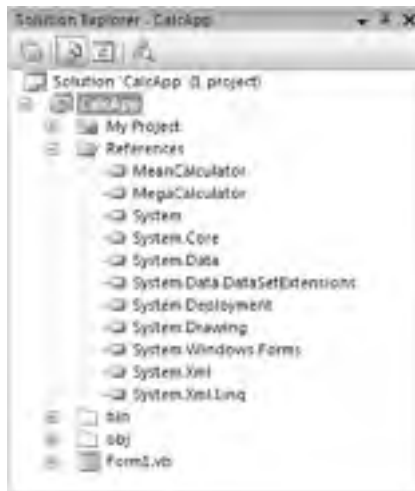 Solution Explorer - CalcApp
Solution 'CalcApp' (1 project)
CalcApp
My Project
References
MeanCalculator
MegaCalculator
System
System.Core
System.Data
System.Data.DataSetExtensions
System.Deployment
System.Drawing
System.Windows.Forms
System.Xml
System.Xml.Linq
bin
obj
Form1.vb